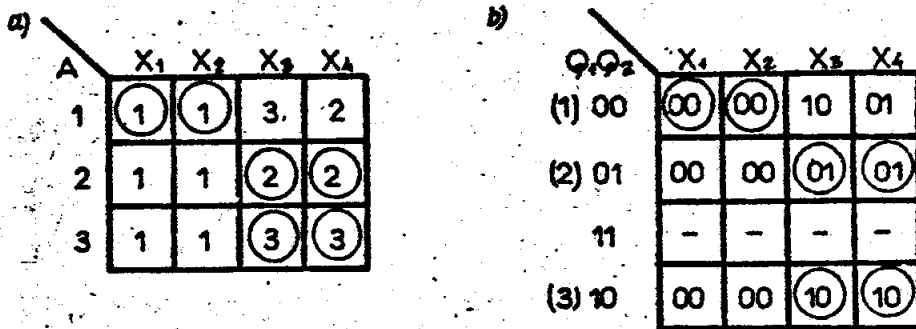 a)
A X₁ X₂ X₃ X₄
1 1 1 3. 2
2 1 1 2 2
3 1 1 3 3
b)
Q₁Q₂ X₁ X₂ X₃ X₄
(1) 00 00 00 10 01
(2) 01 00 00 01 01
11 - - - -
(3) 10 00 00 10 10